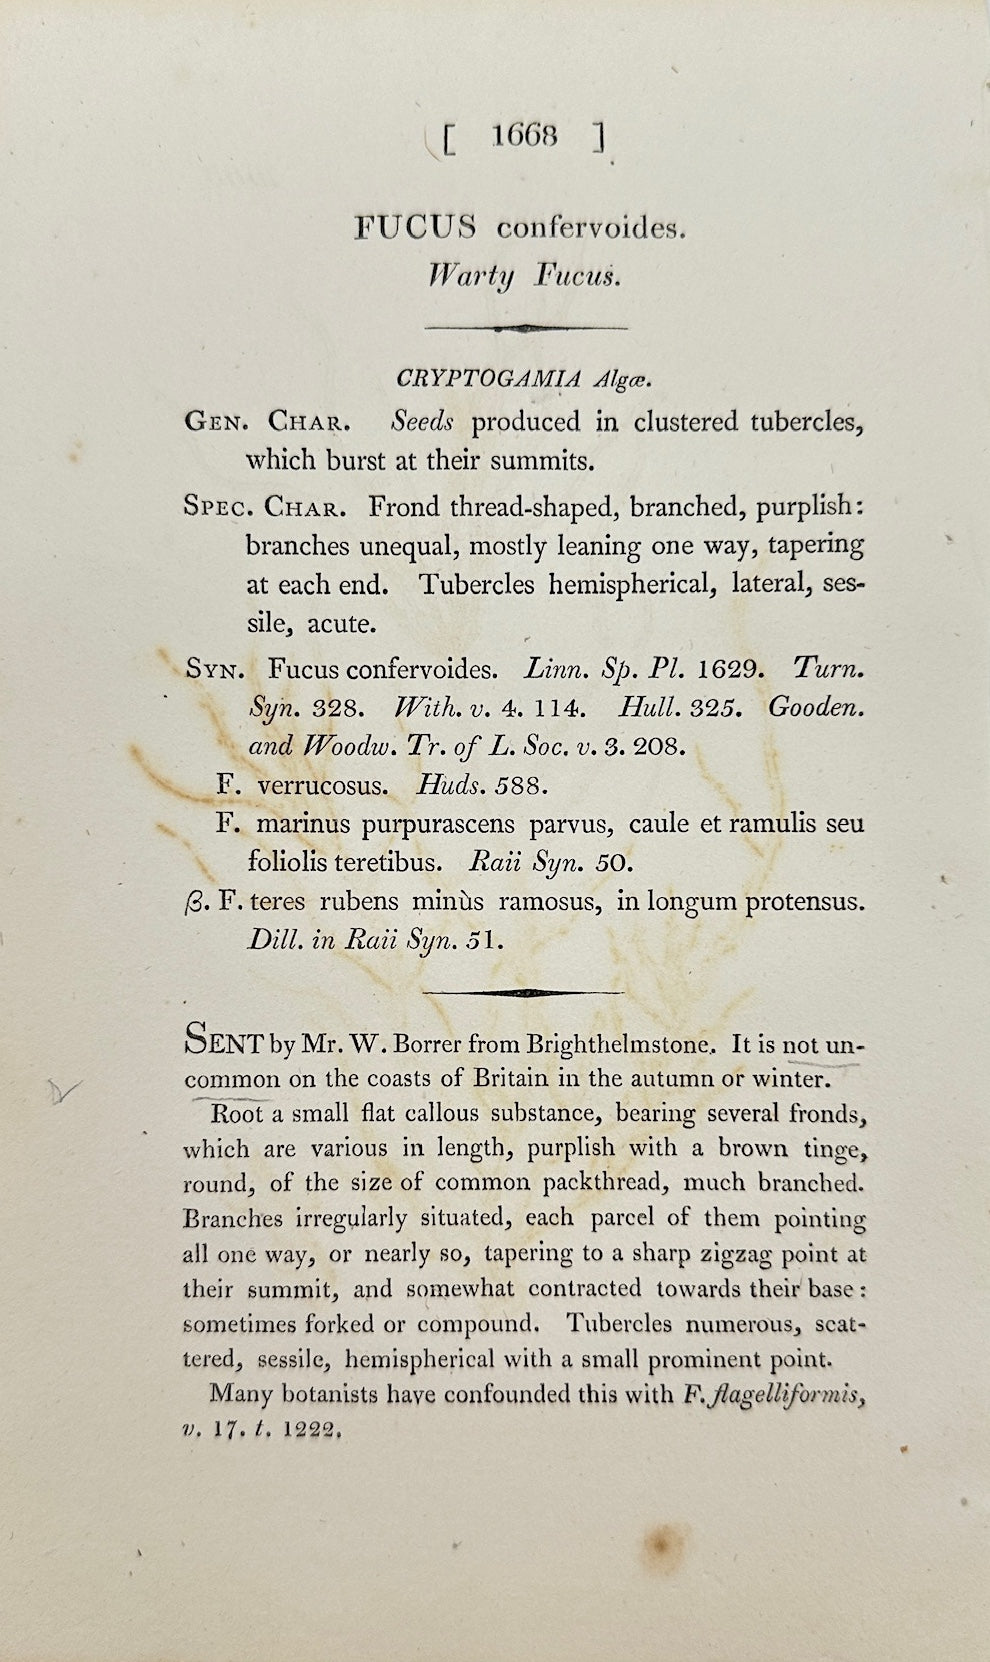 [ 1668 ]
FUCUS confervoides.
Warty Fucus.
CRYPTOGAMIA Algæ.
GEN. CHAR. Seeds produced in clustered tubercles,
which burst at their summits.
SPEC. CHAR. Frond thread-shaped, branched, purplish:
branches unequal, mostly leaning one way, tapering
at each end. Tubercles hemispherical, lateral, ses-
sile, acute.
SYN. Fucus confervoides. Linn. Sp. Pl. 1629. Turn.
Syn. 328. With. v. 4. 114. Hull. 325. Gooden.
and Woodw. Tr. of L. Soc. v. 3. 208.
F. verrucosus. Huds. 588.
F. marinus purpurascens parvus, caule et ramulis seu
foliolis teretibus. Raii Syn. 50.
β. F. teres rubens minùs ramosus, in longum protensus.
Dill. in Raii Syn. 51.
SENT by Mr. W. Borrer from Brighthelmstone. It is not un-
common on the coasts of Britain in the autumn or winter.
Root a small flat callous substance, bearing several fronds,
which are various in length, purplish with a brown tinge,
round, of the size of common packthread, much branched.
Branches irregularly situated, each parcel of them pointing
all one way, or nearly so, tapering to a sharp zigzag point at
their summit, and somewhat contracted towards their base:
sometimes forked or compound. Tubercles numerous, scat-
tered, sessile, hemispherical with a small prominent point.
Many botanists have confounded this with F. flagelliformis,
v. 17. t. 1222.